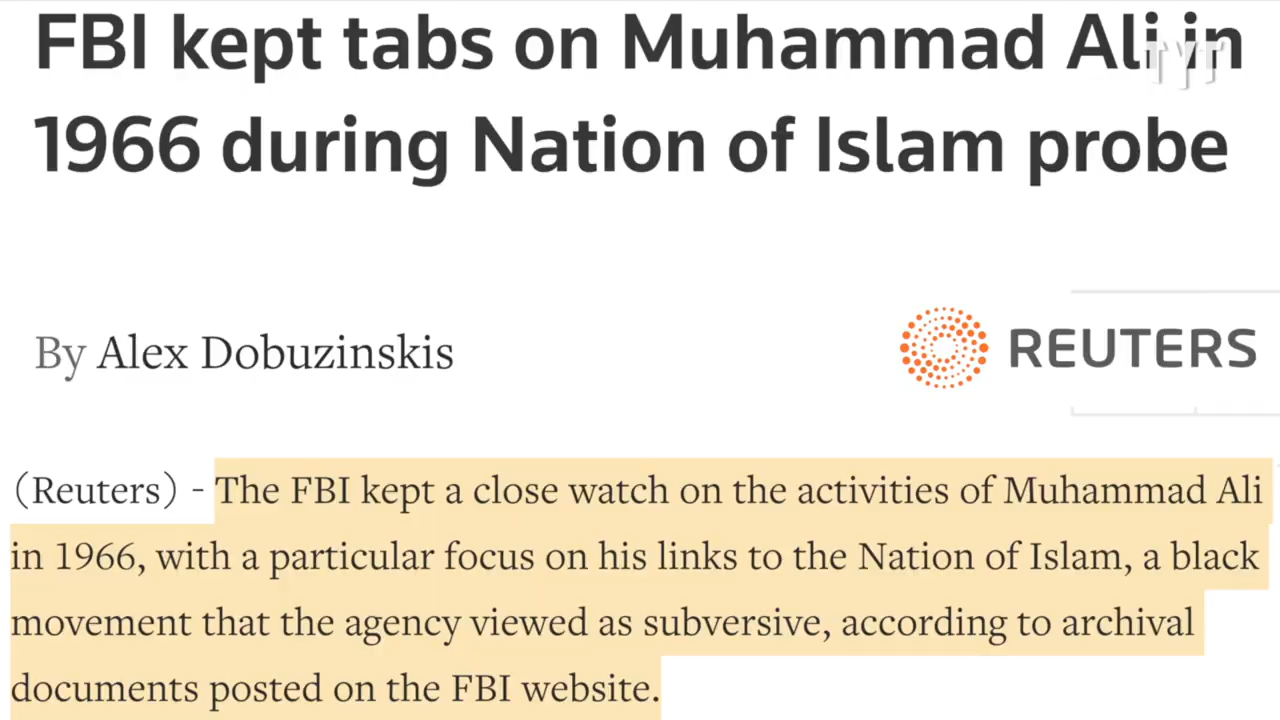 FBI kept tabs on Muhammad Ali in
TYT
1966 during Nation of Islam probe
By Alex Dobuzinskis
REUTERS
(Reuters) - The FBI kept a close watch on the activities of Muhammad Ali
in 1966, with a particular focus on his links to the Nation of Islam, a black
movement that the agency viewed as subversive, according to archival
documents posted on the FBI website.